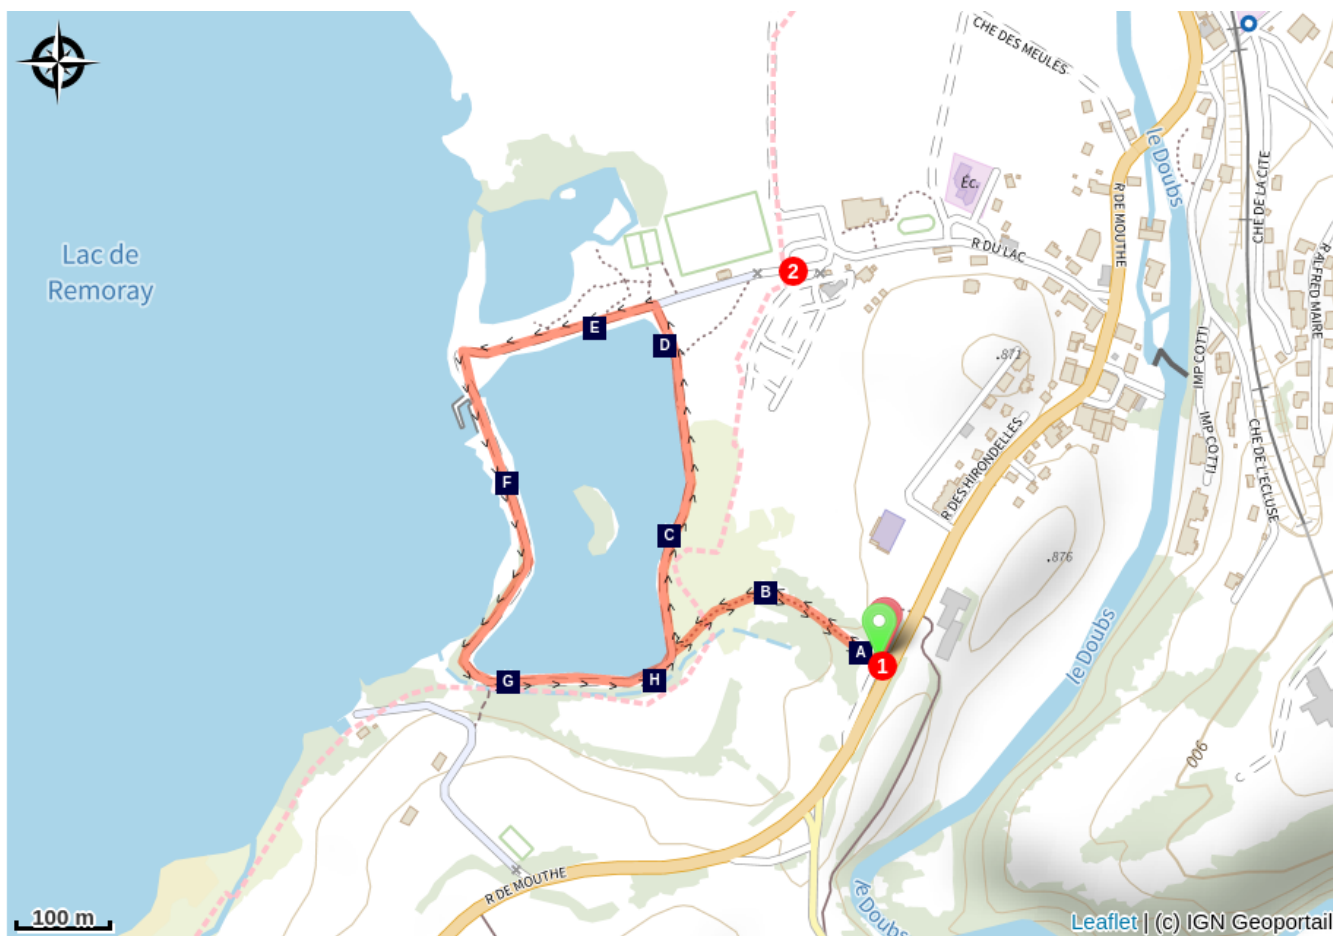 CHE DES MEULES
le Doubs
CHE DE LA CITE
Éc.
R DE MOUTHE
R DU LAC
R ALFRED MAIRE
Lac de
Remoray
2
E
D
.871
IMP COTTI
IMP COTTI
CHE DE L'ECLUSE
R DES HIRONDELLES
F
C
.876
B
A
1
le Doubs
G
H
900
R DE MOUTHE
le Doubs
100 m
Leaflet | (c) IGN Geoportail